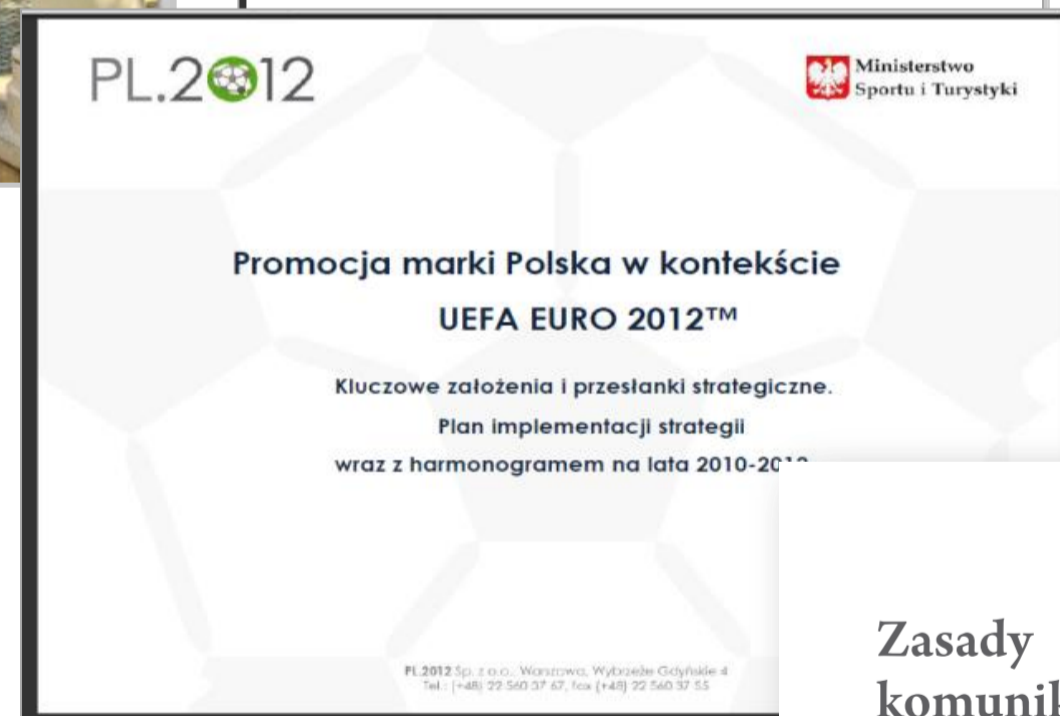 PL.2012
Ministerstwo
Sportu i Turystyki
Promocja marki Polska w kontekście
UEFA EURO 2012™
Kluczowe założenia i przesłanki strategiczne.
Plan implementacji strategii
wraz z harmonogramem na lata 2010-2012
PL.2012 Sp. z o.o., Warszawa, Wybrzeże Gdyńskie 4
Tel.: (+48) 22 560 37 67, fax (+48) 22 560 37 55
Zasady